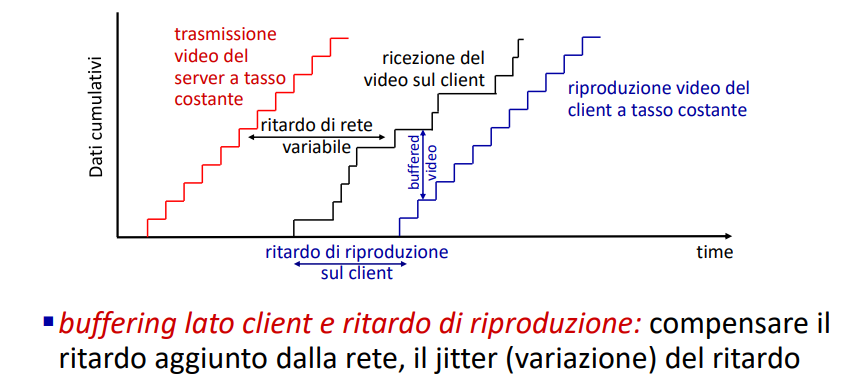 trasmissione
video del
server a tasso
costante
ricezione del
video sul client
riproduzione video del
client a tasso costante
Dati cumulativi
ritardo di rete
variabile
buffered
video
ritardo di riproduzione
sul client
time
buffering lato client e ritardo di riproduzione: compensare il
ritardo aggiunto dalla rete, il jitter (variazione) del ritardo